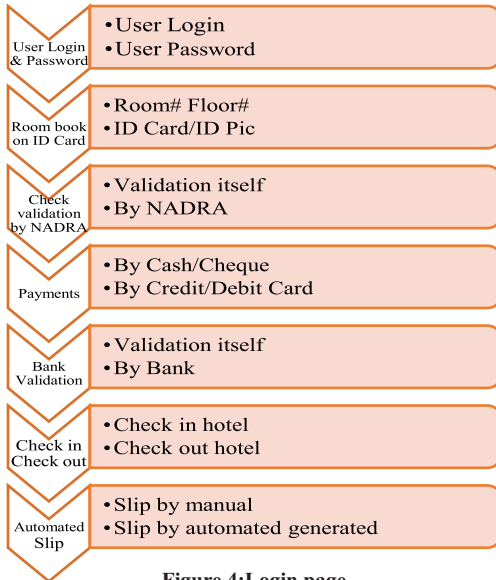 User Login
& Password
•User Login
•User Password
Room book
on ID Card
•Room# Floor#
•ID Card/ID Pic
Check
validation
by NADRA
•Validation itself
•By NADRA
Payments
•By Cash/Cheque
•By Credit/Debit Card
Bank
Validation
•Validation itself
•By Bank
Check in
Check out
•Check in hotel
•Check out hotel
Automated
Slip
•Slip by manual
•Slip by automated generated
Figure 4:Login page